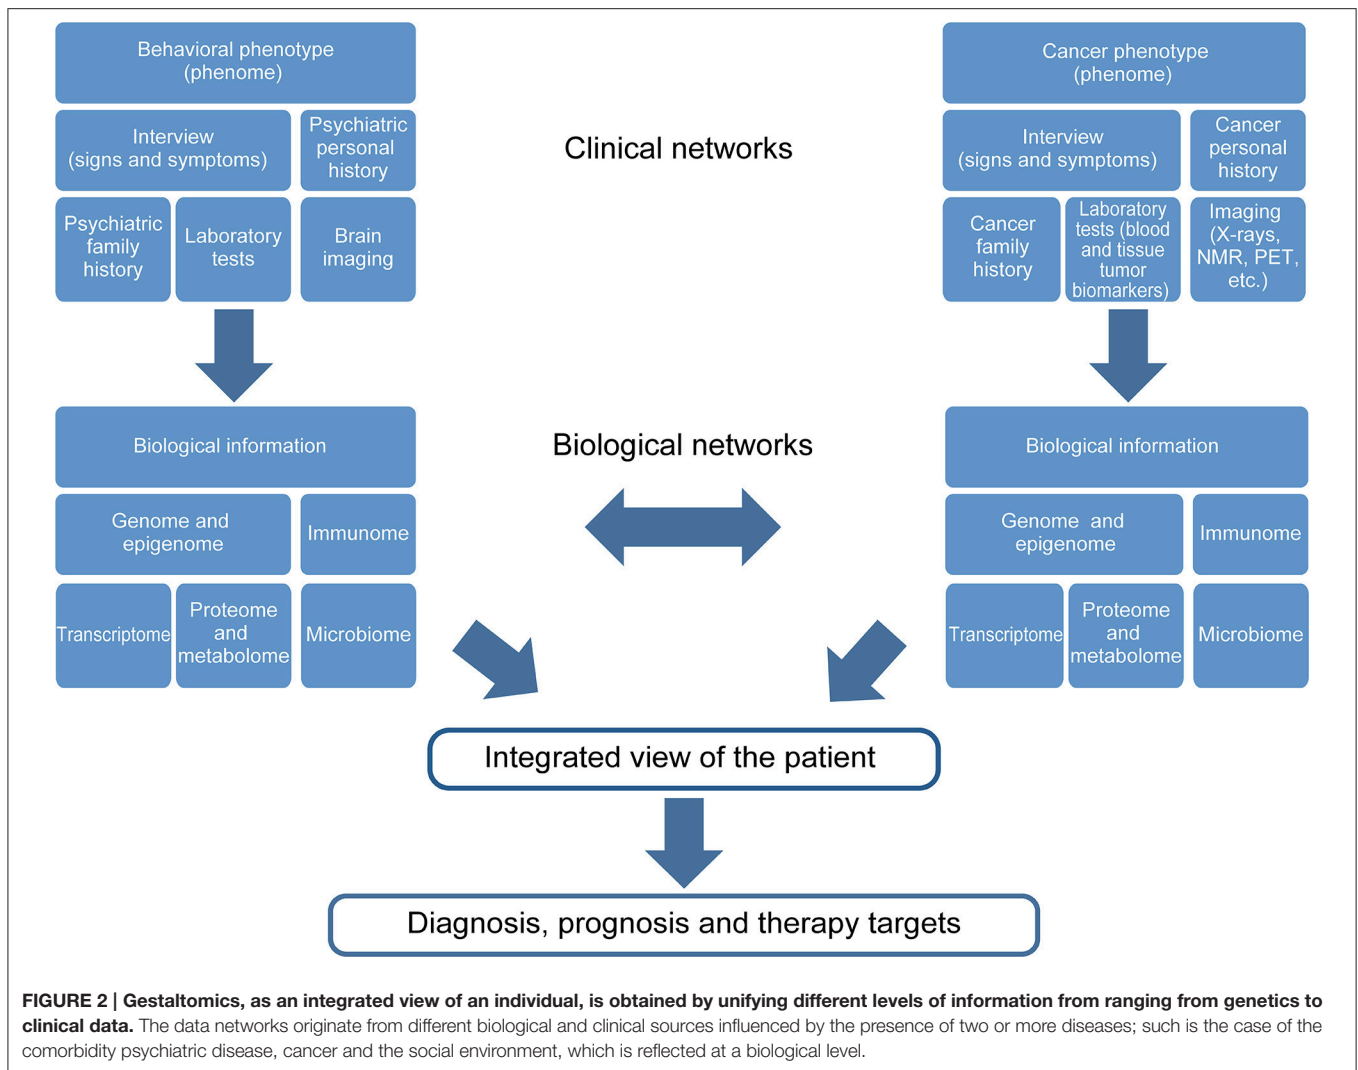 Behavioral phenotype
(phenome)
Interview
(signs and symptoms)
Psychiatric
personal
history
Psychiatric
family
history
Laboratory
tests
Brain
imaging
Clinical networks
Cancer phenotype
(phenome)
Interview
(signs and symptoms)
Cancer
personal
history
Cancer
family
history
Laboratory
tests (blood
and tissue
tumor
biomarkers)
Imaging
(X-rays,
NMR, PET,
etc.)
Biological information
Genome and
epigenome
Immunome
Transcriptome
Proteome
and
metabolome
Microbiome
Biological networks
Biological information
Genome and
epigenome
Immunome
Transcriptome
Proteome
and
metabolome
Microbiome
Integrated view of the patient
Diagnosis, prognosis and therapy targets
FIGURE 2 | Gestaltomics, as an integrated view of an individual, is obtained by unifying different levels of information from ranging from genetics to
clinical data. The data networks originate from different biological and clinical sources influenced by the presence of two or more diseases; such is the case of the
comorbidity psychiatric disease, cancer and the social environment, which is reflected at a biological level.